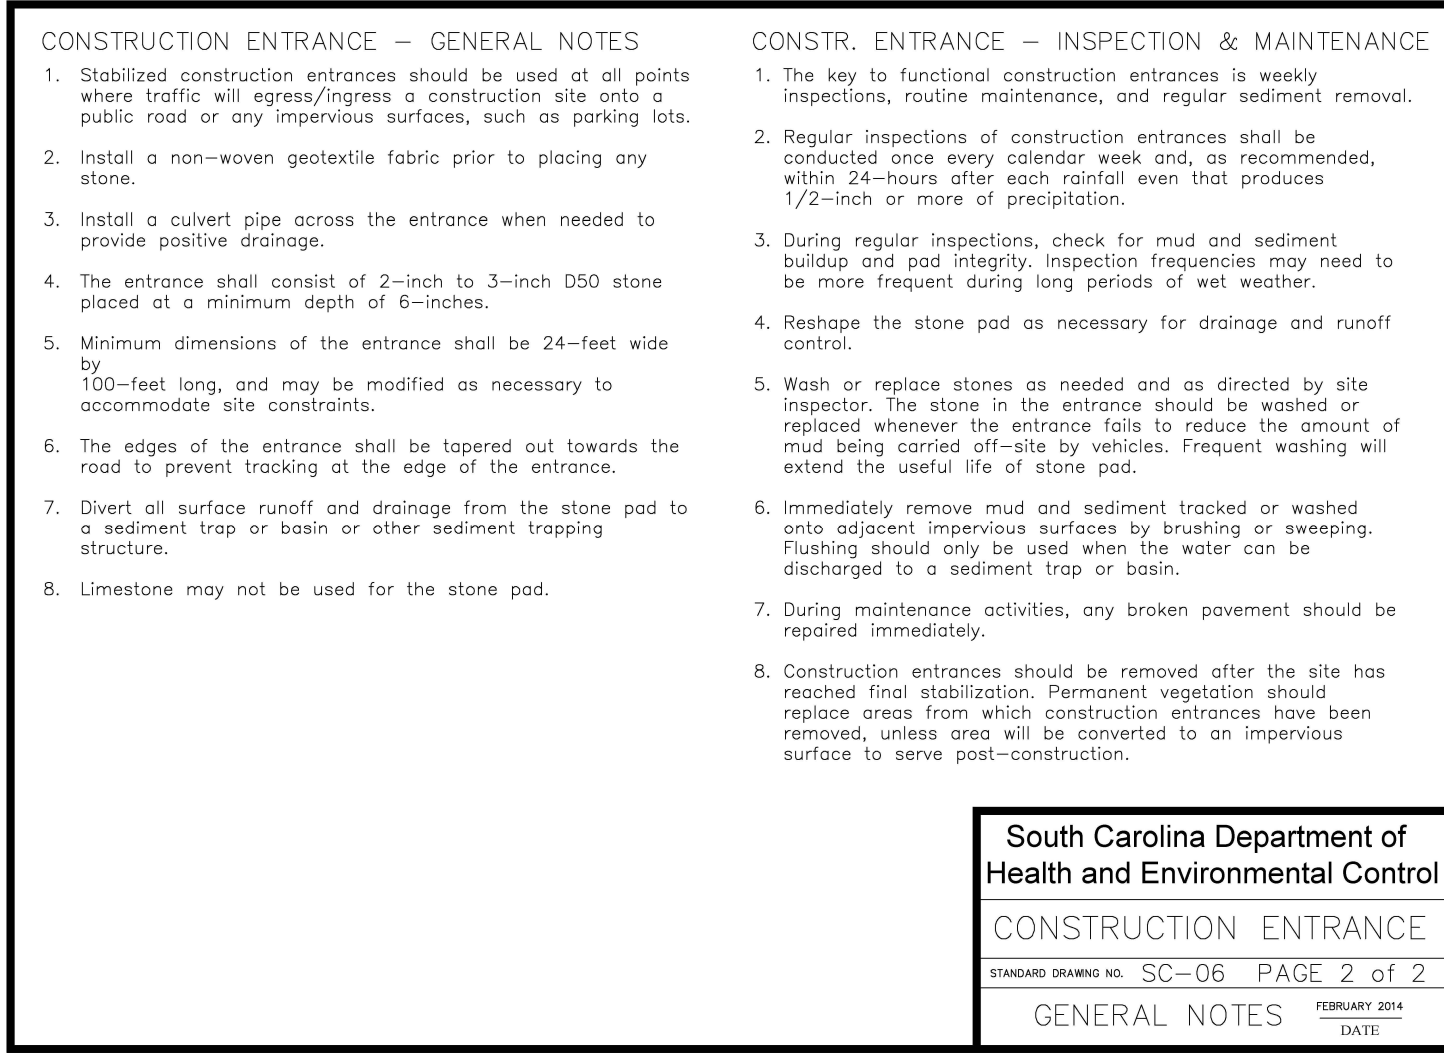 CONSTRUCTION ENTRANCE – GENERAL NOTES
1. Stabilized construction entrances should be used at all points
where traffic will egress/ingress a construction site onto a
public road or any impervious surfaces, such as parking lots.
2. Install a non–woven geotextile fabric prior to placing any
stone.
3. Install a culvert pipe across the entrance when needed to
provide positive drainage.
4. The entrance shall consist of 2–inch to 3–inch D50 stone
placed at a minimum depth of 6–inches.
5. Minimum dimensions of the entrance shall be 24–feet wide
by
100–feet long, and may be modified as necessary to
accommodate site constraints.
6. The edges of the entrance shall be tapered out towards the
road to prevent tracking at the edge of the entrance.
7. Divert all surface runoff and drainage from the stone pad to
a sediment trap or basin or other sediment trapping
structure.
8. Limestone may not be used for the stone pad.
CONSTR. ENTRANCE – INSPECTION & MAINTENANCE
1. The key to functional construction entrances is weekly
inspections, routine maintenance, and regular sediment removal.
2. Regular inspections of construction entrances shall be
conducted once every calendar week and, as recommended,
within 24–hours after each rainfall even that produces
1/2–inch or more of precipitation.
3. During regular inspections, check for mud and sediment
buildup and pad integrity. Inspection frequencies may need to
be more frequent during long periods of wet weather.
4. Reshape the stone pad as necessary for drainage and runoff
control.
5. Wash or replace stones as needed and as directed by site
inspector. The stone in the entrance should be washed or
replaced whenever the entrance fails to reduce the amount of
mud being carried off–site by vehicles. Frequent washing will
extend the useful life of stone pad.
6. Immediately remove mud and sediment tracked or washed
onto adjacent impervious surfaces by brushing or sweeping.
Flushing should only be used when the water can be
discharged to a sediment trap or basin.
7. During maintenance activities, any broken pavement should be
repaired immediately.
8. Construction entrances should be removed after the site has
reached final stabilization. Permanent vegetation should
replace areas from which construction entrances have been
removed, unless area will be converted to an impervious
surface to serve post–construction.
South Carolina Department of
Health and Environmental Control
CONSTRUCTION ENTRANCE
STANDARD DRAWING NO. SC–06 PAGE 2 of 2
GENERAL NOTES FEBRUARY 2014
DATE